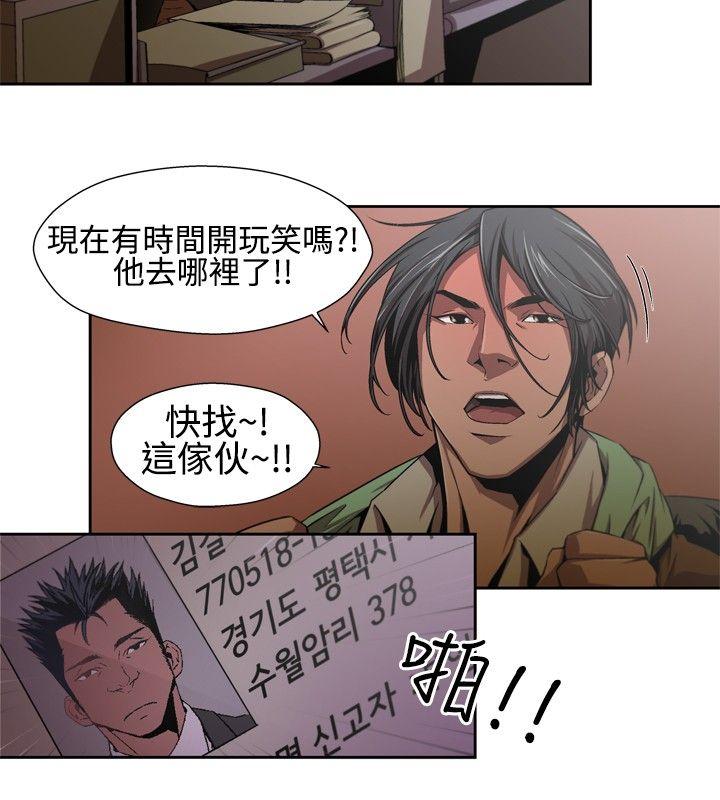 現在有時間開玩笑嗎?!
他去哪裡了!!
快找~!
這傢伙~!!
770518-1
경기도 평택시
수월암리 378
신고자
啪!!